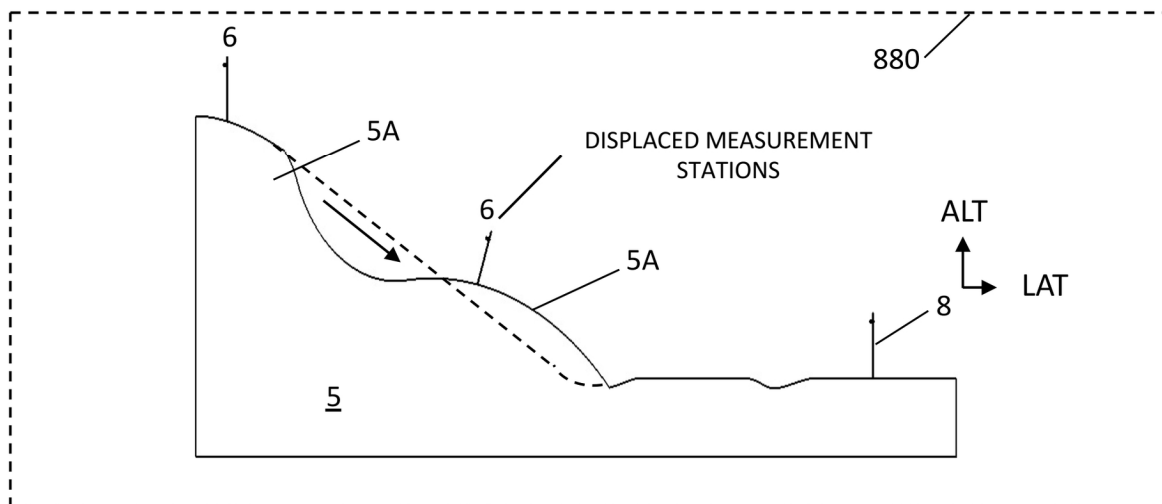 880
6
5A
DISPLACED MEASUREMENT
STATIONS
6
ALT
5A
LAT
8
5